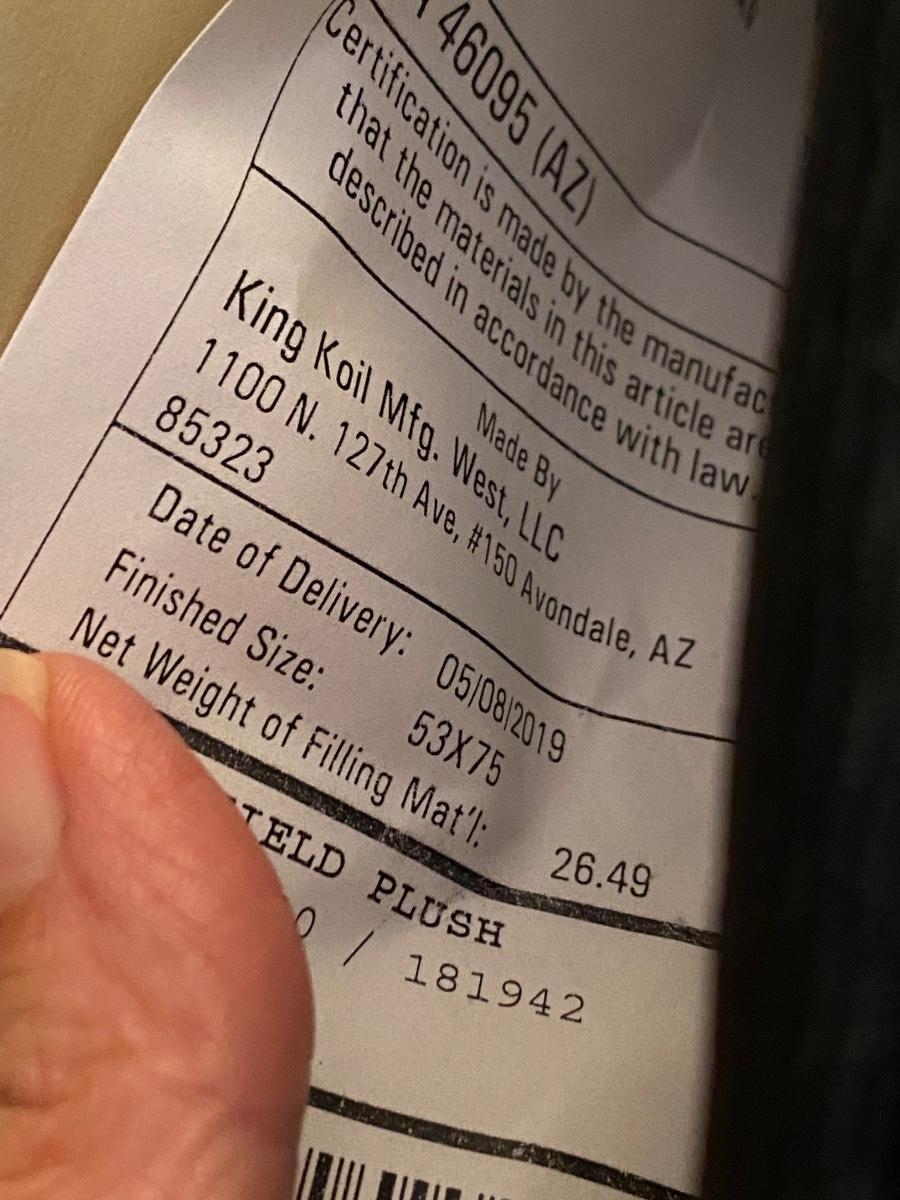 46095 (AZ)
Certification is made by the manufac
that the materials in this article are
described in accordance with law.
Made By
King Koil Mfg. West, LLC
1100 N. 127th Ave, #150 Avondale, AZ
85323
Date of Delivery: 05/08/2019
Finished Size: 53X75
Net Weight of Filling Mat'l: 26.49
IELD PLUSH
0 / 181942